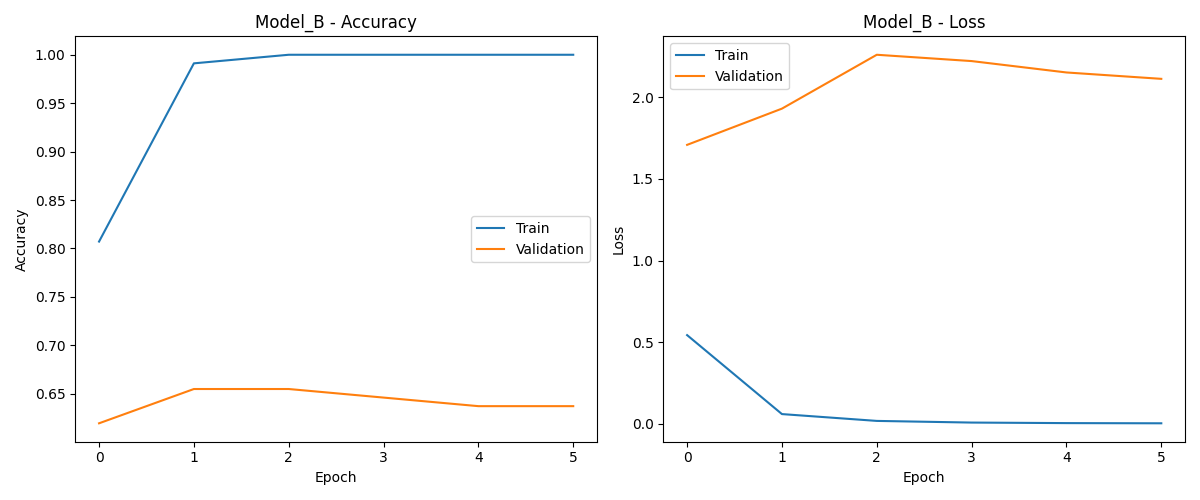 Model_B - Accuracy
1.00
0.95
0.90
0.85
0.80
0.75
0.70
0.65
Accuracy
Train
Validation
0 1 2 3 4 5
Epoch
Model_B - Loss
Train
Validation
2.0
1.5
1.0
0.5
0.0
Loss
0 1 2 3 4 5
Epoch